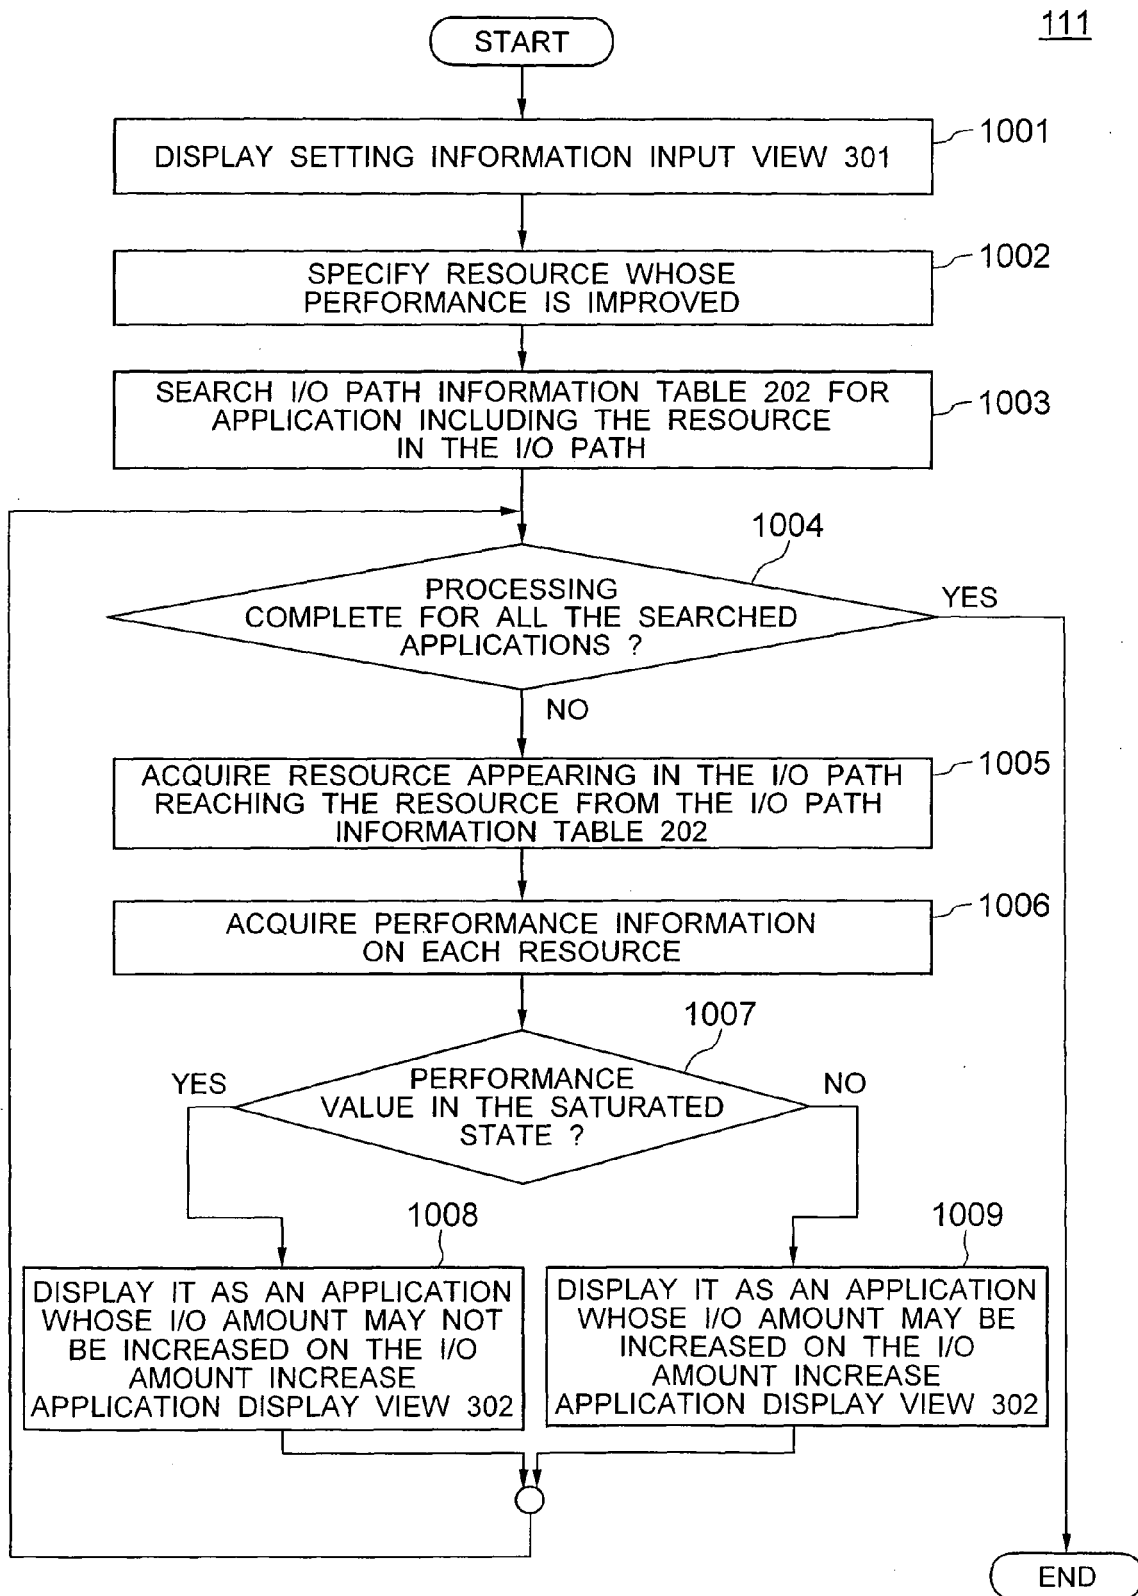 111
START
1001
DISPLAY SETTING INFORMATION INPUT VIEW 301
1002
SPECIFY RESOURCE WHOSE
PERFORMANCE IS IMPROVED
1003
SEARCH I/O PATH INFORMATION TABLE 202 FOR
APPLICATION INCLUDING THE RESOURCE
IN THE I/O PATH
1004
PROCESSING
COMPLETE FOR ALL THE SEARCHED
APPLICATIONS ?
YES
NO
1005
ACQUIRE RESOURCE APPEARING IN THE I/O PATH
REACHING THE RESOURCE FROM THE I/O PATH
INFORMATION TABLE 202
1006
ACQUIRE PERFORMANCE INFORMATION
ON EACH RESOURCE
1007
PERFORMANCE
VALUE IN THE SATURATED
STATE ?
YES
NO
1008
DISPLAY IT AS AN APPLICATION
WHOSE I/O AMOUNT MAY NOT
BE INCREASED ON THE I/O
AMOUNT INCREASE
APPLICATION DISPLAY VIEW 302
1009
DISPLAY IT AS AN APPLICATION
WHOSE I/O AMOUNT MAY BE
INCREASED ON THE I/O
AMOUNT INCREASE
APPLICATION DISPLAY VIEW 302
END